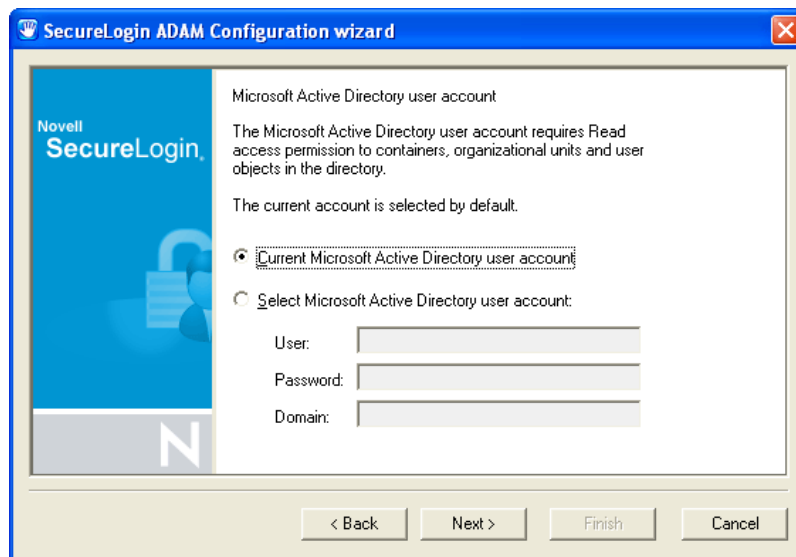 SecureLogin ADAM Configuration wizard
Novell
SecureLogin.
Microsoft Active Directory user account
The Microsoft Active Directory user account requires Read
access permission to containers, organizational units and user
objects in the directory.
The current account is selected by default.
Current Microsoft Active Directory user account
Select Microsoft Active Directory user account:
User:
Password:
Domain:
N
< Back
Next >
Finish
Cancel